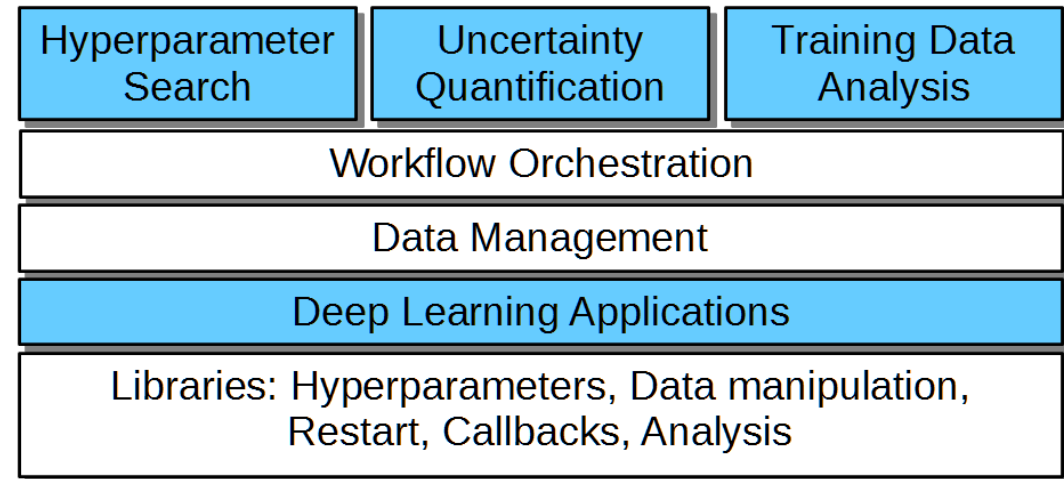 Hyperparameter
Search
Uncertainty
Quantification
Training Data
Analysis
Workflow Orchestration
Data Management
Deep Learning Applications
Libraries: Hyperparameters, Data manipulation,
Restart, Callbacks, Analysis